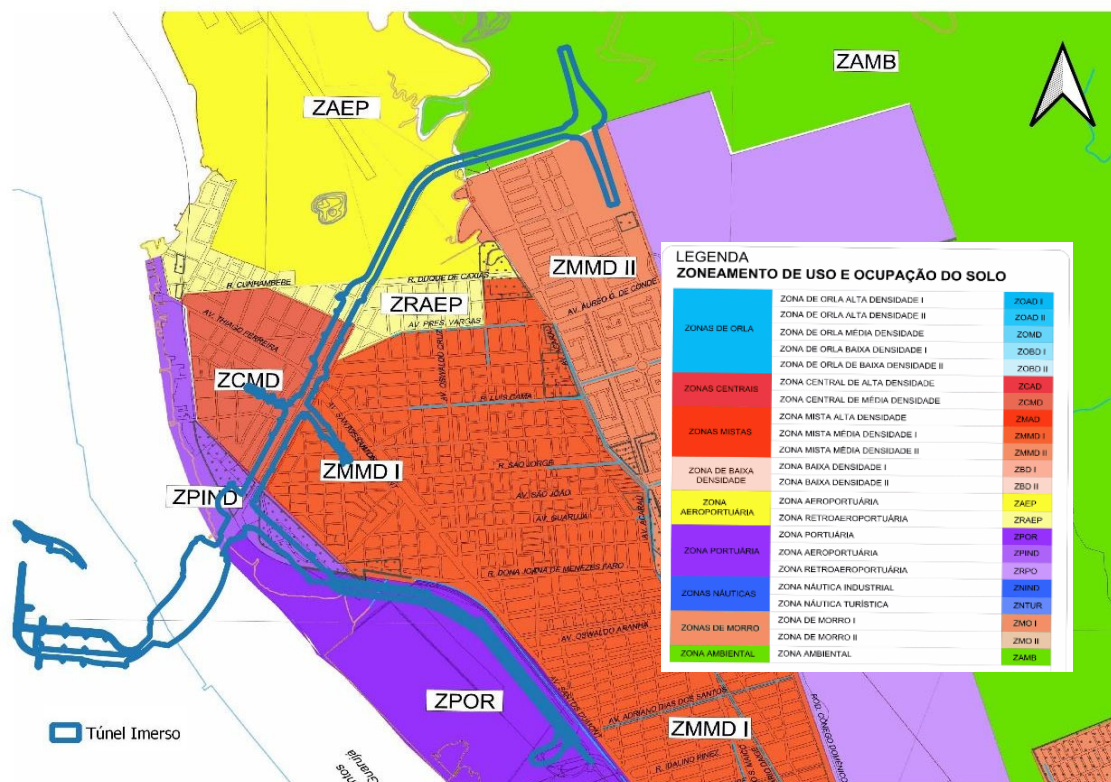 ZAMB
ZAEP
R. DUQUE DE CAXIAS
R. CUNHAMBEBE
ZMMD II
ZRAEP
AV. PRES. VARGAS
AV. THIAGO FERREIRA
AV. OSWALDO CRUZ
ZCMD
R. LUIS GAMA
ZMMD I
R. SÃO JORGE
AV. SÃO JOÃO
AV. GUARUJÁ
ZPIND
R. DONA JOANA DE MENEZES FARO
AV. OSWALDO ARANHA
ZPOR
AV. SANTOS DUMONT
AV. ADRIANO DIAS DOS SANTOS
ZMMD I
Túnel Imerso
Guarujá
LEGENDA
ZONEAMENTO DE USO E OCUPAÇÃO DO SOLO
ZONAS DE ORLA
ZONA DE ORLA ALTA DENSIDADE I ZOAD I
ZONA DE ORLA ALTA DENSIDADE II ZOAD II
ZONA DE ORLA MÉDIA DENSIDADE ZOMD
ZONA DE ORLA BAIXA DENSIDADE I ZOBD I
ZONA DE ORLA DE BAIXA DENSIDADE II ZOBD II
ZONAS CENTRAIS
ZONA CENTRAL DE ALTA DENSIDADE ZCAD
ZONA CENTRAL DE MÉDIA DENSIDADE ZCMD
ZONAS MISTAS
ZONA MISTA ALTA DENSIDADE ZMAD
ZONA MISTA MÉDIA DENSIDADE I ZMMD I
ZONA MISTA MÉDIA DENSIDADE II ZMMD II
ZONA DE BAIXA
DENSIDADE
ZONA BAIXA DENSIDADE I ZBD I
ZONA BAIXA DENSIDADE II ZBD II
ZONA
AEROPORTUÁRIA
ZONA AEROPORTUÁRIA ZAEP
ZONA RETROAEROPORTUÁRIA ZRAEP
ZONA PORTUÁRIA
ZONA PORTUÁRIA ZPOR
ZONA AEROPORTUÁRIA ZPIND
ZONA RETROAEROPORTUÁRIA ZRPO
ZONAS NÁUTICAS
ZONA NÁUTICA INDUSTRIAL ZNIND
ZONA NÁUTICA TURÍSTICA ZNTUR
ZONAS DE MORRO
ZONA DE MORRO I ZMO I
ZONA DE MORRO II ZMO II
ZONA AMBIENTAL
ZONA AMBIENTAL ZAMB